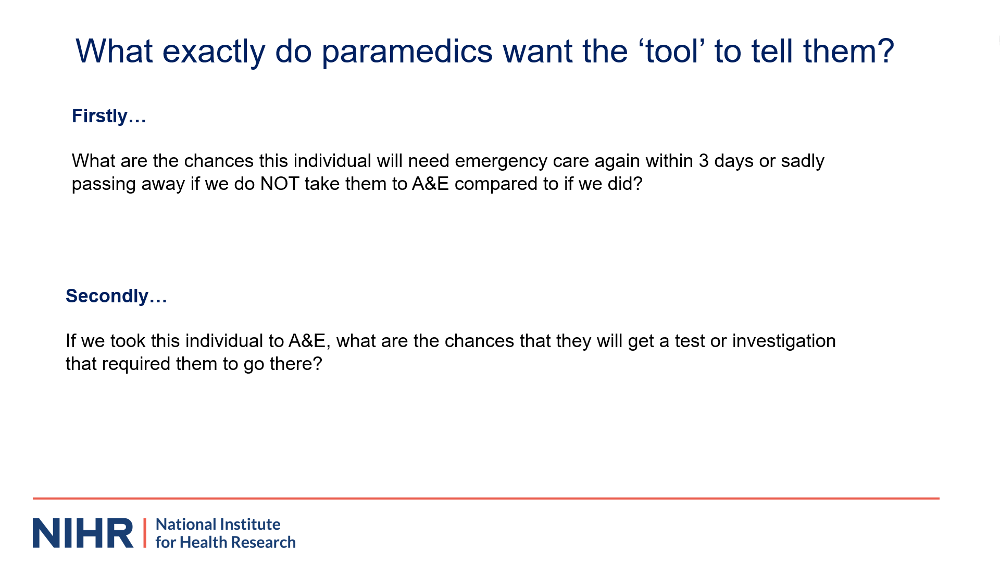 What exactly do paramedics want the ‘tool’ to tell them?
Firstly…
What are the chances this individual will need emergency care again within 3 days or sadly
passing away if we do NOT take them to A&E compared to if we did?
Secondly…
If we took this individual to A&E, what are the chances that they will get a test or investigation
that required them to go there?
NIHR | National Institute
for Health Research